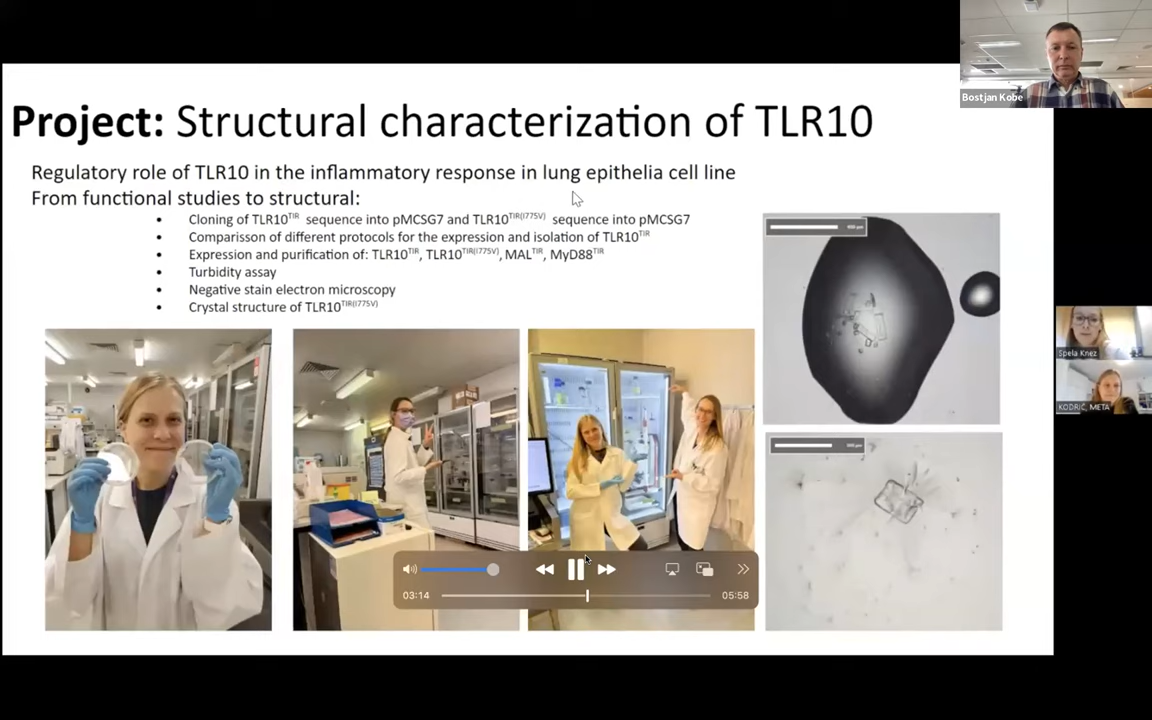 Bostjan Kobe
Project: Structural characterization of TLR10
Regulatory role of TLR10 in the inflammatory response in lung epithelia cell line
From functional studies to structural:
• Cloning of TLR10TIR sequence into pMCSG7 and TLR10TIR(I775V) sequence into pMCSG7
• Comparisson of different protocols for the expression and isolation of TLR10TIR
• Expression and purification of: TLR10TIR, TLR10TIR(I775V), MALTIR, MyD88TIR
• Turbidity assay
• Negative stain electron microscopy
• Crystal structure of TLR10TIR(I775V)
Spela Knez
KODRIČ, META
03:14
05:58